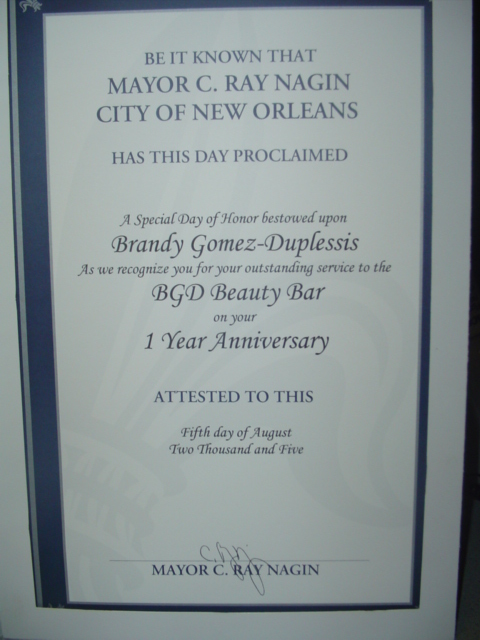 BE IT KNOWN THAT
MAYOR C. RAY NAGIN
CITY OF NEW ORLEANS
HAS THIS DAY PROCLAIMED
A Special Day of Honor bestowed upon
Brandy Gomez-Duplessis
As we recognize you for your outstanding service to the
BGD Beauty Bar
on your
1 Year Anniversary
ATTESTED TO THIS
Fifth day of August
Two Thousand and Five
MAYOR C. RAY NAGIN